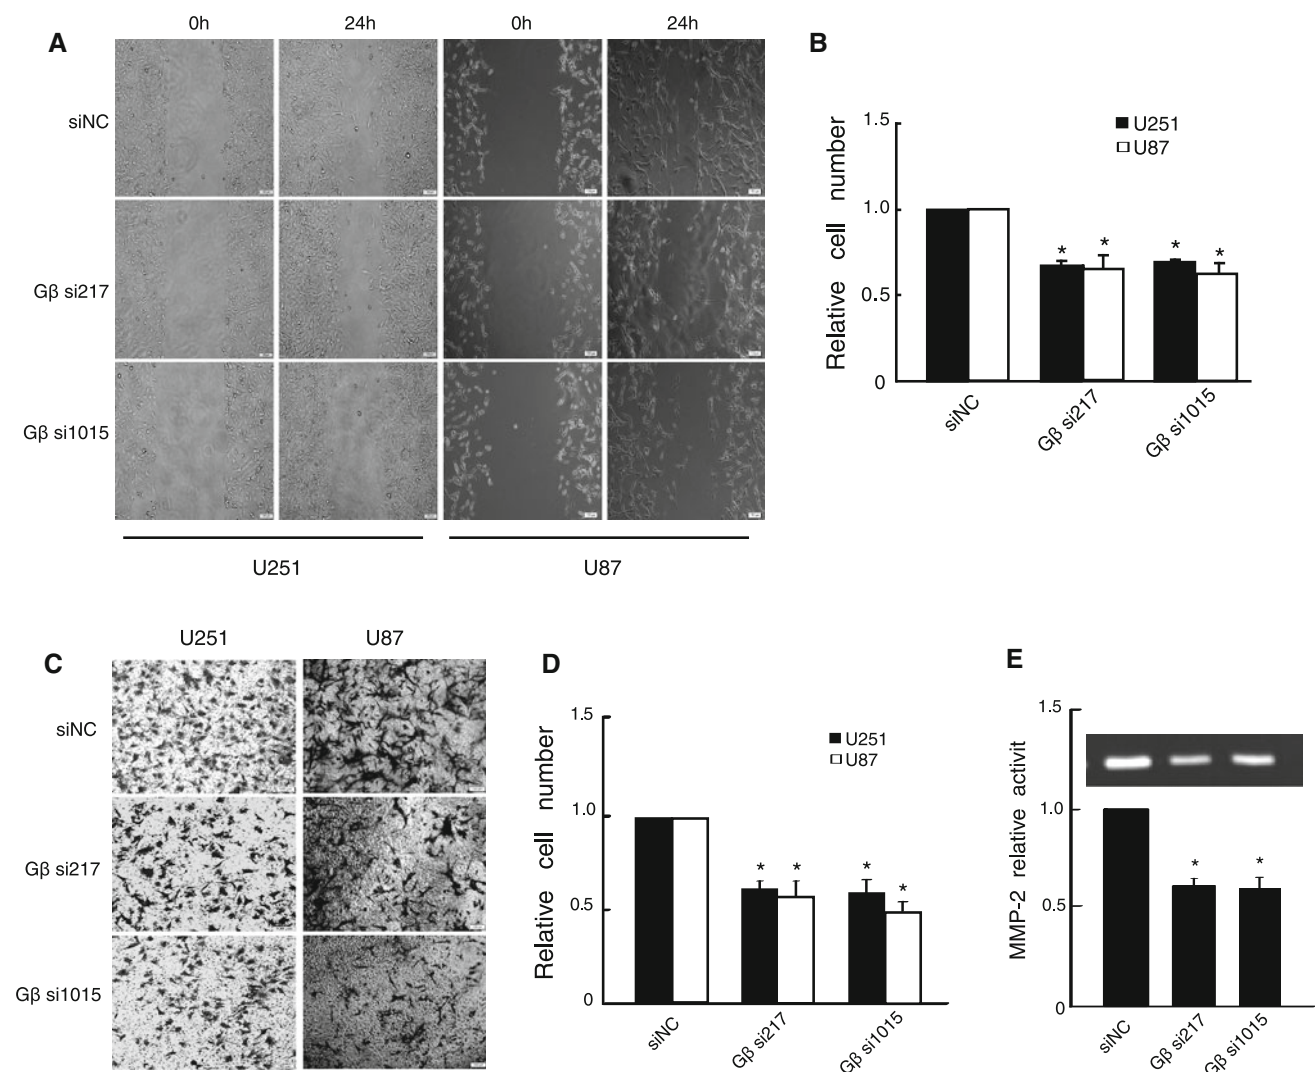 A
0h 24h 0h 24h
siNC
Gβ si217
Gβ si1015
U251 U87
B
Relative cell number
1.5
1.0
0.5
0
U251
U87
* * * *
siNC Gβ si217 Gβ si1015
C
U251 U87
siNC
Gβ si217
Gβ si1015
D
Relative cell number
1.5
1.0
0.5
0
U251
U87
* * * *
siNC Gβ si217 Gβ si1015
E
MMP-2 relative activit
1.5
1.0
0.5
0
* *
siNC Gβ si217 Gβ si1015